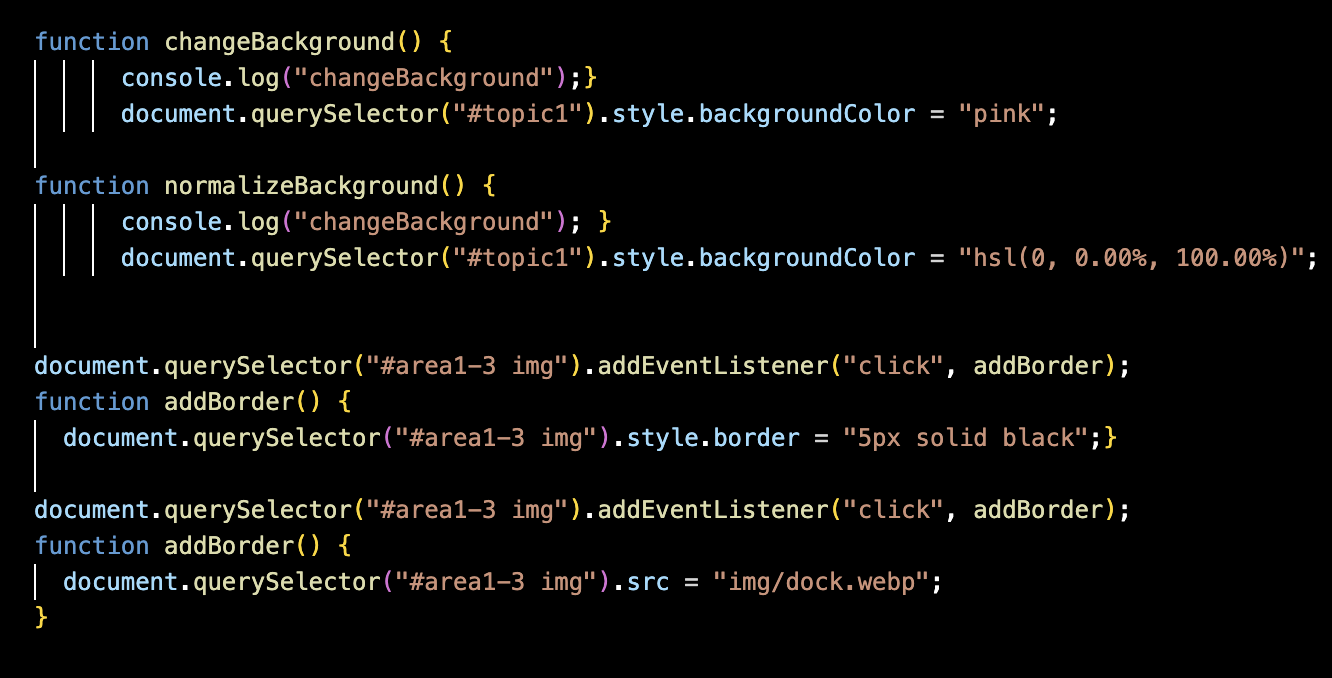 function changeBackground() {
console.log("changeBackground");}
document.querySelector("#topic1").style.backgroundColor = "pink";
function normalizeBackground() {
console.log("changeBackground"); }
document.querySelector("#topic1").style.backgroundColor = "hsl(0, 0.00%, 100.00%)";
document.querySelector("#area1-3 img").addEventListener("click", addBorder);
function addBorder() {
document.querySelector("#area1-3 img").style.border = "5px solid black";}
document.querySelector("#area1-3 img").addEventListener("click", addBorder);
function addBorder() {
document.querySelector("#area1-3 img").src = "img/dock.webp";
}